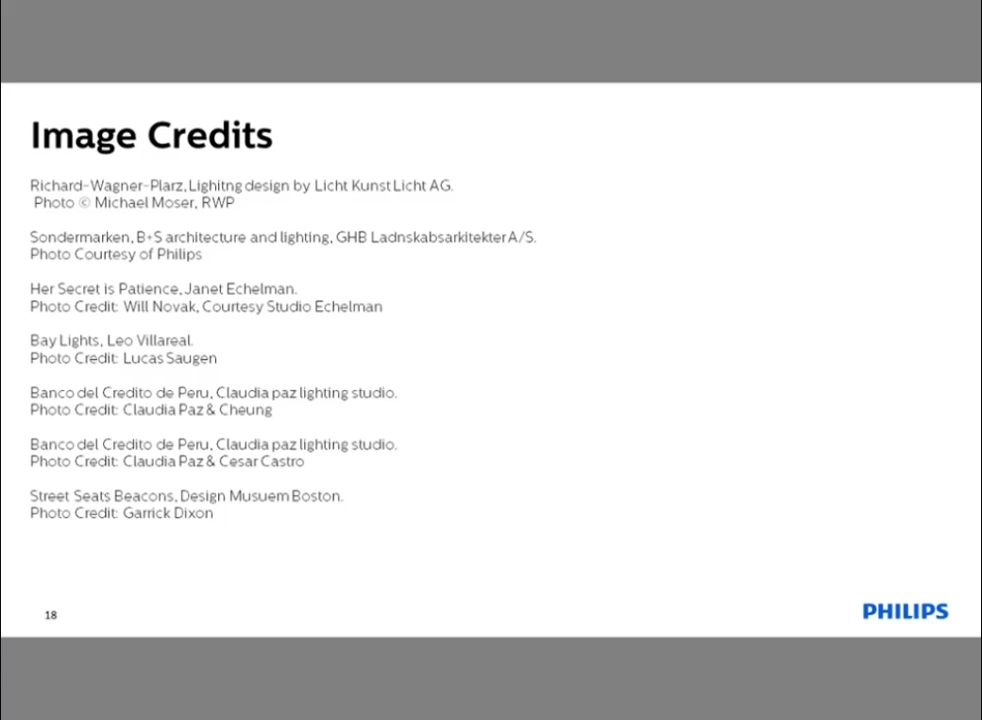 Image Credits
Richard-Wagner-Plarz, Lighitng design by Licht Kunst Licht AG.
Photo © Michael Moser, RWP
Sondermarken, B+S architecture and lighting, GHB Ladnskabsarkitekter A/S.
Photo Courtesy of Philips
Her Secret is Patience, Janet Echelman.
Photo Credit: Will Novak, Courtesy Studio Echelman
Bay Lights, Leo Villareal.
Photo Credit: Lucas Saugen
Banco del Credito de Peru, Claudia paz lighting studio.
Photo Credit: Claudia Paz & Cheung
Banco del Credito de Peru, Claudia paz lighting studio.
Photo Credit: Claudia Paz & Cesar Castro
Street Seats Beacons, Design Musuem Boston.
Photo Credit: Garrick Dixon
18
PHILIPS